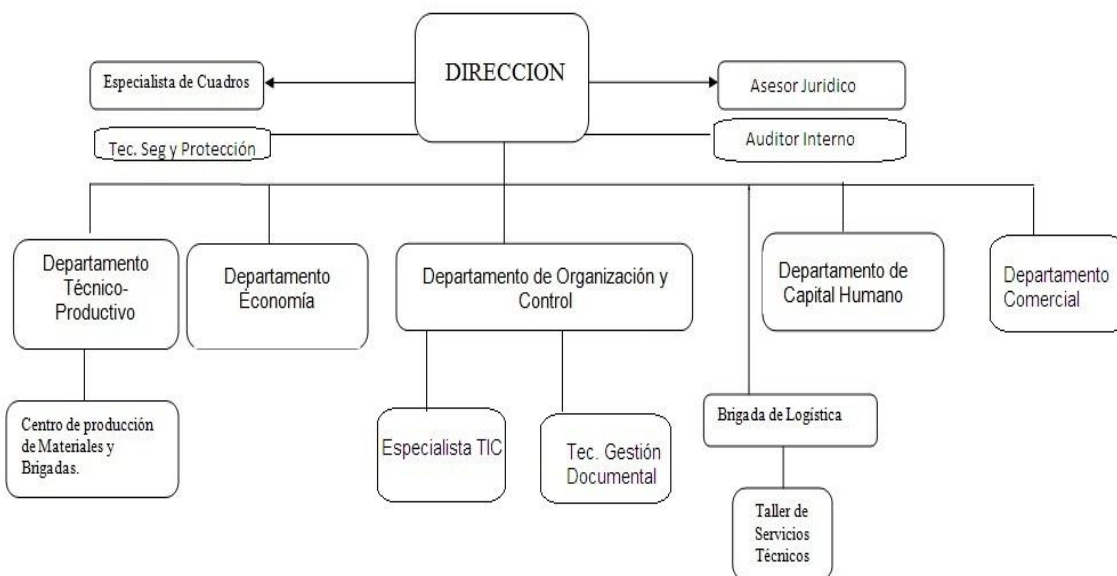 DIRECCION
Especialista de Cuadros
Asesor Juridico
Tec. Seg y Protección
Auditor Interno
Departamento
Técnico-
Productivo
Departamento
Économía
Departamento de Organización y
Control
Departamento de
Capital Humano
Departamento
Comercial
Centro de producción
de Materiales y
Brigadas.
Especialista TIC
Tec. Gestión
Documental
Brigada de Logística
Taller de
Servicios
Técnicos